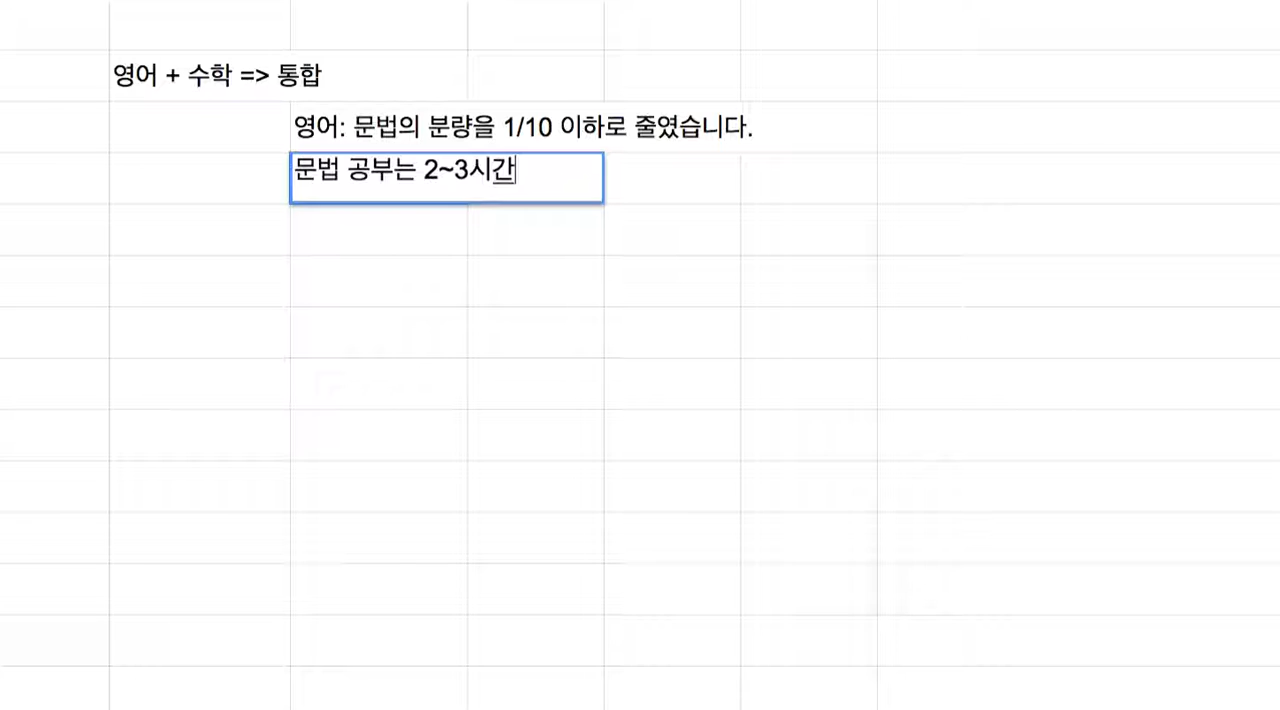 영어 + 수학 => 통합
영어: 문법의 분량을 1/10 이하로 줄였습니다.
문법 공부는 2~3시간